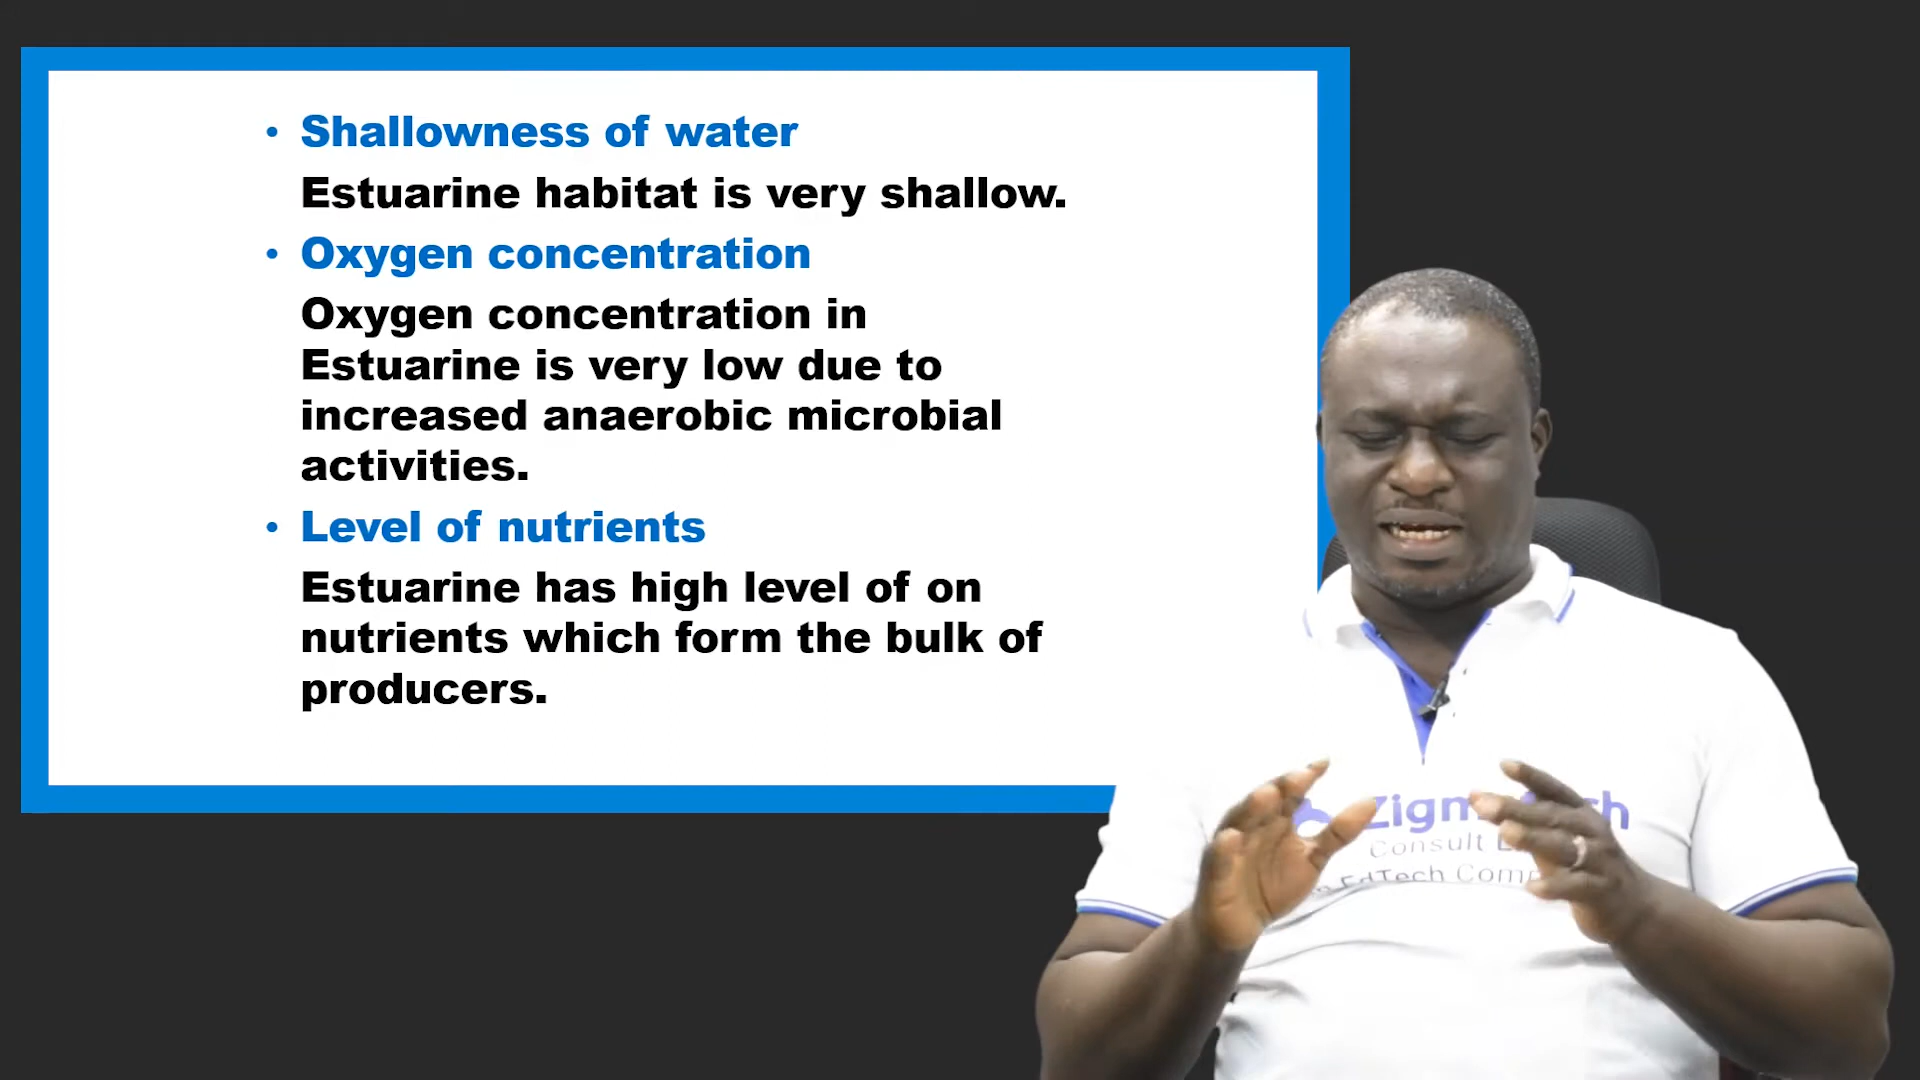 • Shallowness of water
Estuarine habitat is very shallow.
• Oxygen concentration
Oxygen concentration in
Estuarine is very low due to
increased anaerobic microbial
activities.
• Level of nutrients
Estuarine has high level of on
nutrients which form the bulk of
producers.
Consult
EdTech